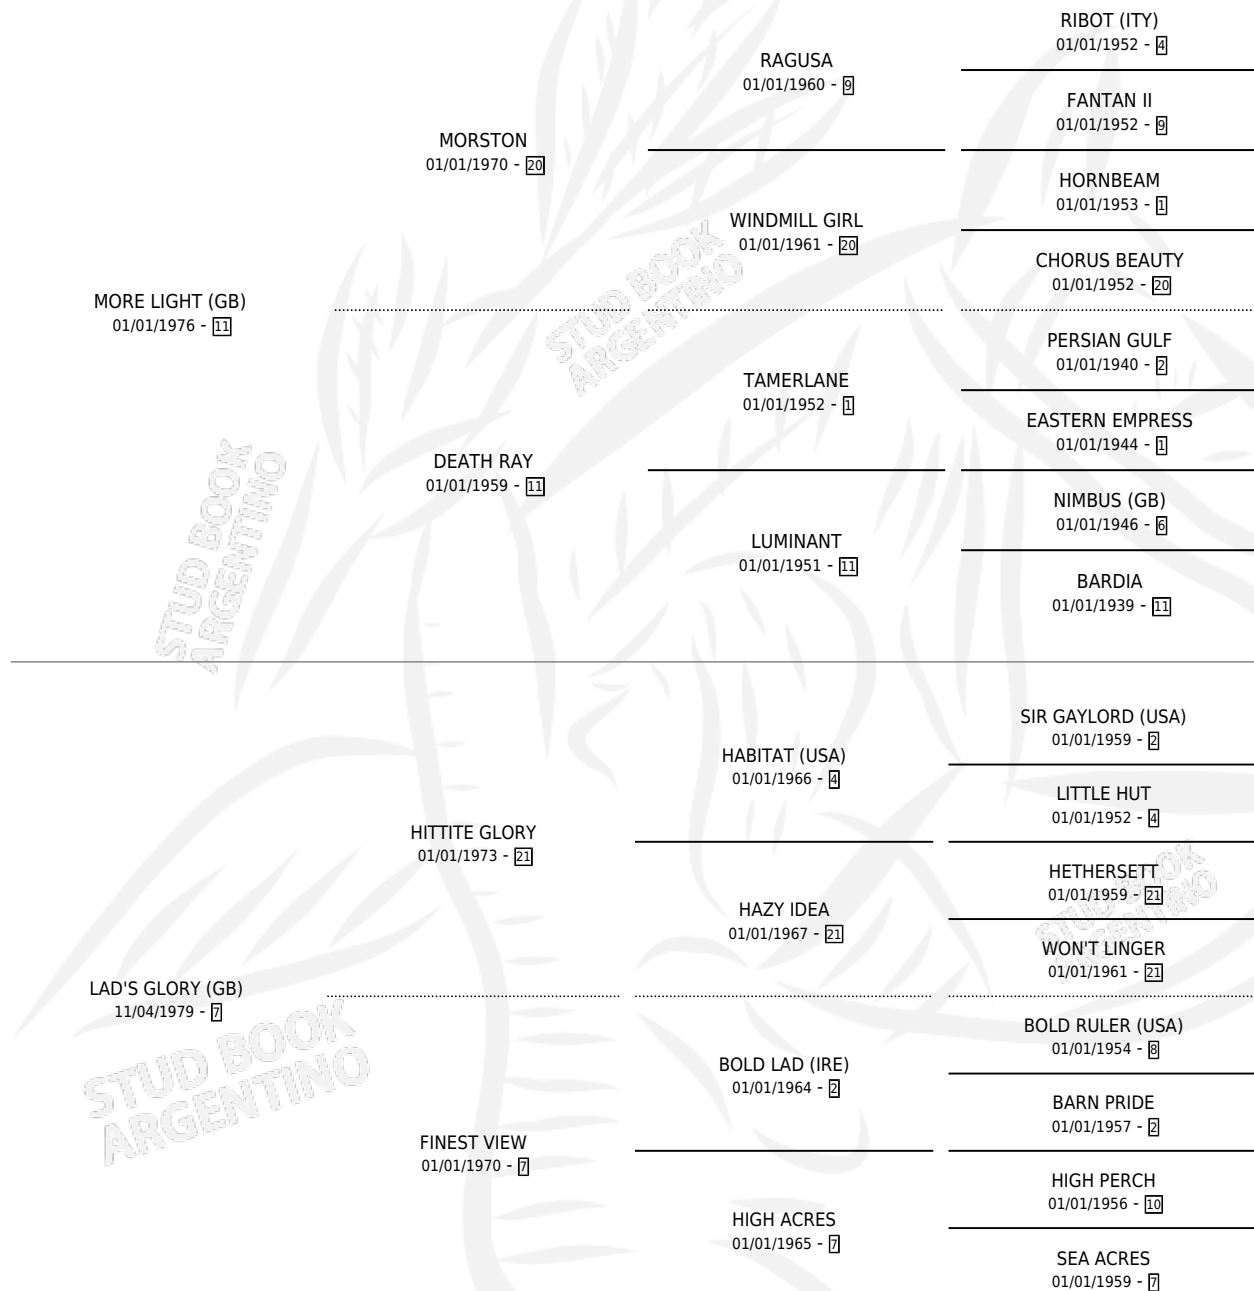 RIBOT (ITY)
01/01/1952 - 4
RAGUSA
01/01/1960 - 9
FANTAN II
01/01/1952 - 9
MORSTON
01/01/1970 - 20
HORNBEAM
01/01/1953 - 1
WINDMILL GIRL
01/01/1961 - 20
CHORUS BEAUTY
01/01/1952 - 20
MORE LIGHT (GB)
01/01/1976 - 11
PERSIAN GULF
01/01/1940 - 2
TAMERLANE
01/01/1952 - 1
EASTERN EMPRESS
01/01/1944 - 1
DEATH RAY
01/01/1959 - 11
NIMBUS (GB)
01/01/1946 - 6
LUMINANT
01/01/1951 - 11
BARDIA
01/01/1939 - 11
STUD BOOK
ARGENTINO
STUD BOOK
ARGENTINO
SIR GAYLORD (USA)
01/01/1959 - 2
HABITAT (USA)
01/01/1966 - 4
LITTLE HUT
01/01/1952 - 4
HITTITE GLORY
01/01/1973 - 21
HETHERSETT
01/01/1959 - 21
HAZY IDEA
01/01/1967 - 21
WON'T LINGER
01/01/1961 - 21
STUD BOOK
ARGENTINO
LAD'S GLORY (GB)
11/04/1979 - 7
BOLD RULER (USA)
01/01/1954 - 8
BOLD LAD (IRE)
01/01/1964 - 2
BARN PRIDE
01/01/1957 - 2
STUD BOOK
ARGENTINO
FINEST VIEW
01/01/1970 - 7
HIGH PERCH
01/01/1956 - 10
HIGH ACRES
01/01/1965 - 7
SEA ACRES
01/01/1959 - 7